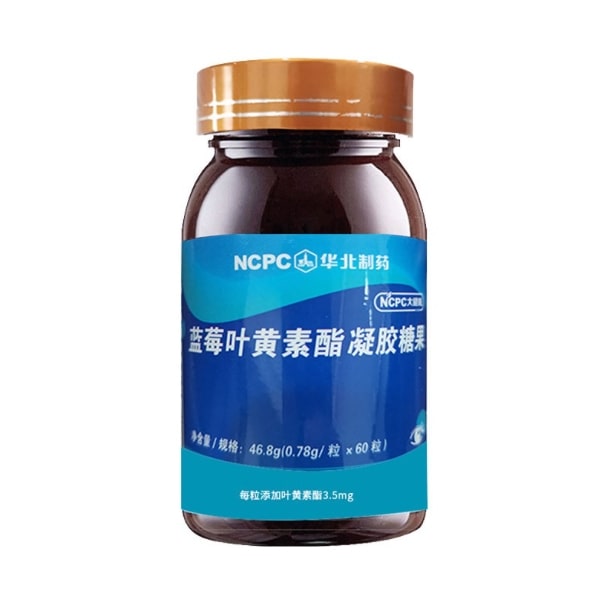 NCPC 华北制药
NCPC大健康
蓝莓叶黄素酯凝胶糖果
净含量/规格：46.8g(0.78g/粒 x 60粒)
每粒添加叶黄素酯3.5mg